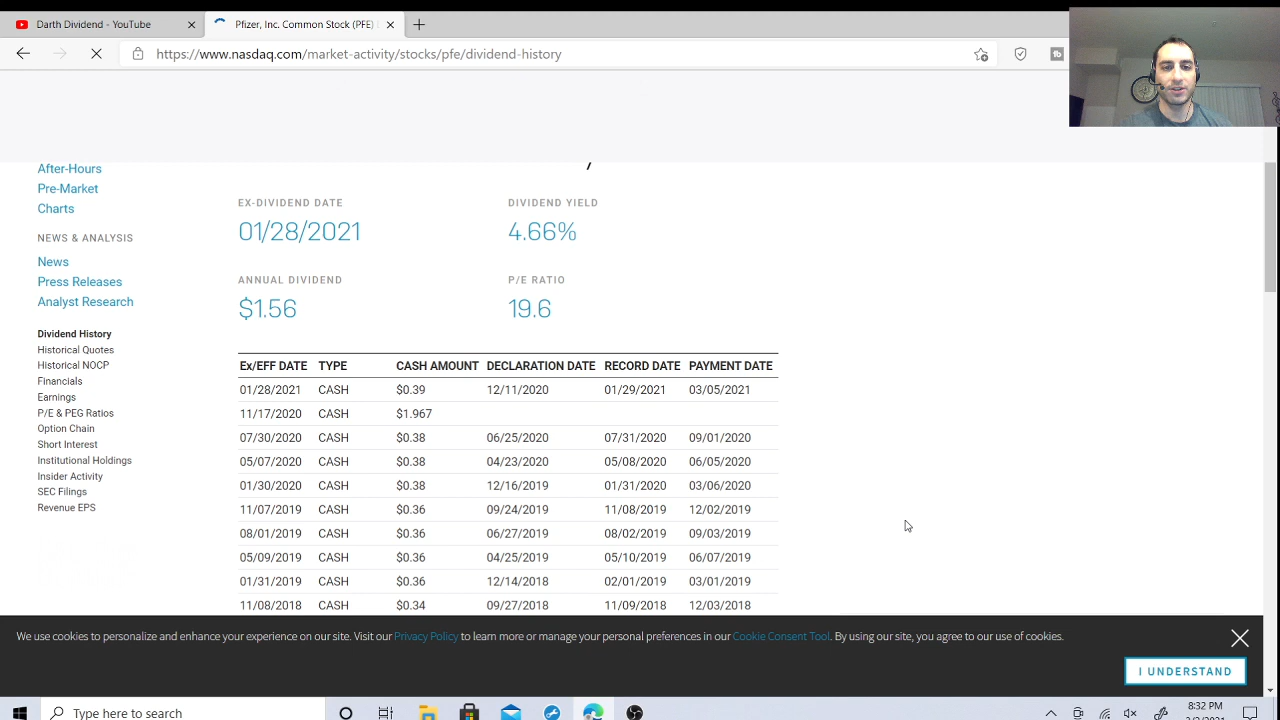 Darth Dividend - YouTube
Pfizer, Inc. Common Stock (PFE)
https://www.nasdaq.com/market-activity/stocks/pfe/dividend-history
After-Hours
Pre-Market
Charts
NEWS & ANALYSIS
News
Press Releases
Analyst Research
Dividend History
Historical Quotes
Historical NOCP
Financials
Earnings
P/E & PEG Ratios
Option Chain
Short Interest
Institutional Holdings
Insider Activity
SEC Filings
Revenue EPS
EX-DIVIDEND DATE DIVIDEND YIELD
01/28/2021 4.66%
ANNUAL DIVIDEND P/E RATIO
$1.56 19.6
Ex/EFF DATE TYPE CASH AMOUNT DECLARATION DATE RECORD DATE PAYMENT DATE
01/28/2021 CASH $0.39 12/11/2020 01/29/2021 03/05/2021
11/17/2020 CASH $1.967
07/30/2020 CASH $0.38 06/25/2020 07/31/2020 09/01/2020
05/07/2020 CASH $0.38 04/23/2020 05/08/2020 06/05/2020
01/30/2020 CASH $0.38 12/16/2019 01/31/2020 03/06/2020
11/07/2019 CASH $0.36 09/24/2019 11/08/2019 12/02/2019
08/01/2019 CASH $0.36 06/27/2019 08/02/2019 09/03/2019
05/09/2019 CASH $0.36 04/25/2019 05/10/2019 06/07/2019
01/31/2019 CASH $0.36 12/14/2018 02/01/2019 03/01/2019
11/08/2018 CASH $0.34 09/27/2018 11/09/2018 12/03/2018
We use cookies to personalize and enhance your experience on our site. Visit our Privacy Policy to learn more or manage your personal preferences in our Cookie Consent Tool. By using our site, you agree to our use of cookies.
I UNDERSTAND
Type here to search
8:32 PM